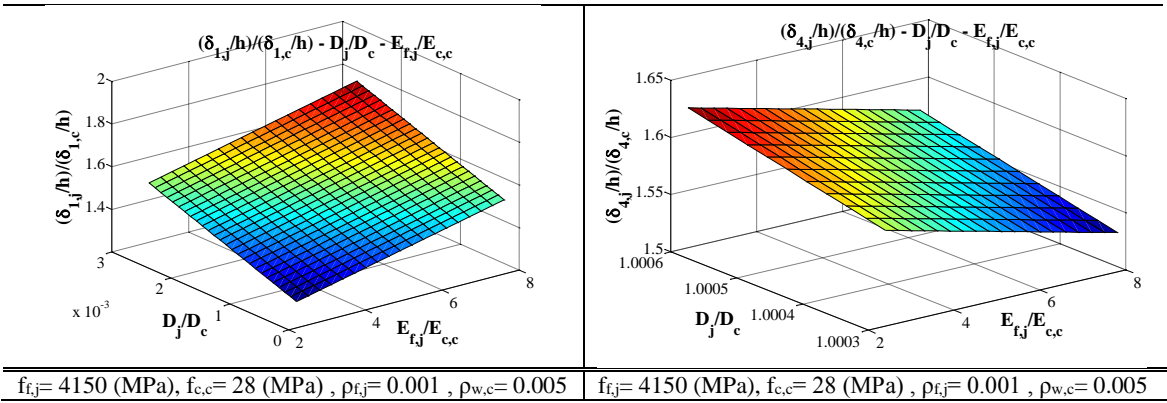 (δ1,j/h)/(δ1,c/h) - Dj/Dc - Ef,j/Ec,c
2
1.8
1.6
1.4
(δ1,j/h)/(δ1,c/h)
3
2
1
0
x 10-3
Dj/Dc
2
4
6
8
Ef,j/Ec,c
(δ4,j/h)/(δ4,c/h) - Dj/Dc - Ef,j/Ec,c
1.65
1.6
1.55
1.5
(δ4,j/h)/(δ4,c/h)
1.0006
1.0005
1.0004
1.0003
Dj/Dc
2
4
6
8
Ef,j/Ec,c
ff,j= 4150 (MPa), fc,c= 28 (MPa) , ρf,j= 0.001 , ρw,c= 0.005
ff,j= 4150 (MPa), fc,c= 28 (MPa) , ρf,j= 0.001 , ρw,c= 0.005